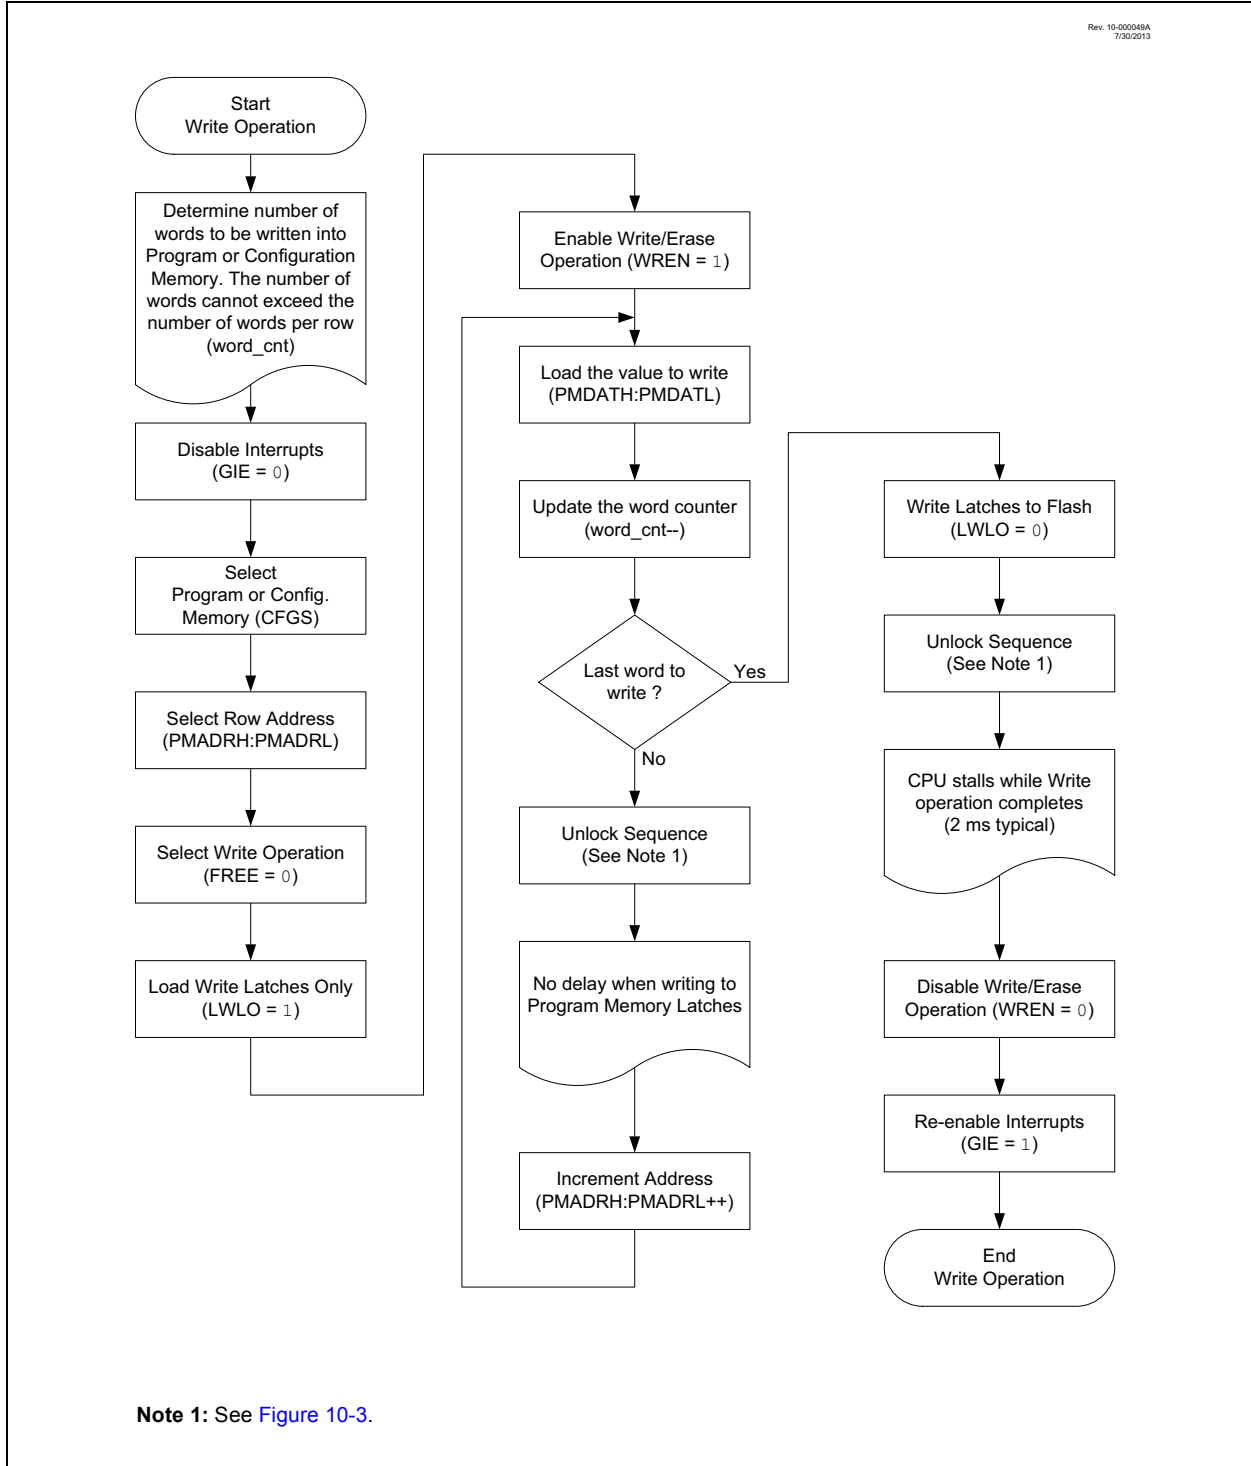 Rev. 10-000049A
7/30/2013
Start
Write Operation
Determine number of
words to be written into
Program or Configuration
Memory. The number of
words cannot exceed the
number of words per row
(word_cnt)
Disable Interrupts
(GIE = 0)
Select
Program or Config.
Memory (CFGS)
Select Row Address
(PMADRH:PMADRL)
Select Write Operation
(FREE = 0)
Load Write Latches Only
(LWLO = 1)
Enable Write/Erase
Operation (WREN = 1)
Load the value to write
(PMDATH:PMDATL)
Update the word counter
(word_cnt--)
Last word to
write ?
Yes
No
Unlock Sequence
(See Note 1)
No delay when writing to
Program Memory Latches
Increment Address
(PMADRH:PMADRL++)
Write Latches to Flash
(LWLO = 0)
Unlock Sequence
(See Note 1)
CPU stalls while Write
operation completes
(2 ms typical)
Disable Write/Erase
Operation (WREN = 0)
Re-enable Interrupts
(GIE = 1)
End
Write Operation
Note 1: See Figure 10-3.